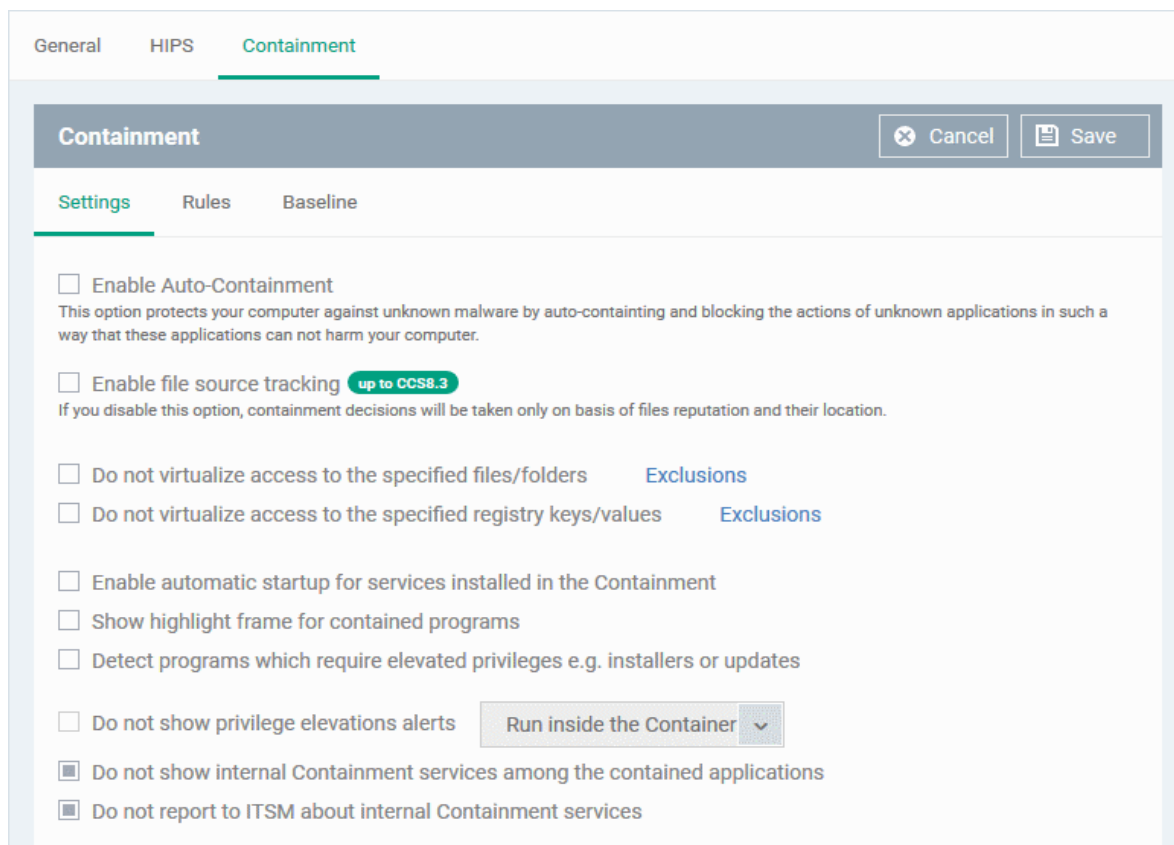 General HIPS Containment
Containment Cancel Save
Settings Rules Baseline
Enable Auto-Containment
This option protects your computer against unknown malware by auto-containting and blocking the actions of unknown applications in such a
way that these applications can not harm your computer.
Enable file source tracking up to CCS8.3
If you disable this option, containment decisions will be taken only on basis of files reputation and their location.
Do not virtualize access to the specified files/folders Exclusions
Do not virtualize access to the specified registry keys/values Exclusions
Enable automatic startup for services installed in the Containment
Show highlight frame for contained programs
Detect programs which require elevated privileges e.g. installers or updates
Do not show privilege elevations alerts Run inside the Container
Do not show internal Containment services among the contained applications
Do not report to ITSM about internal Containment services